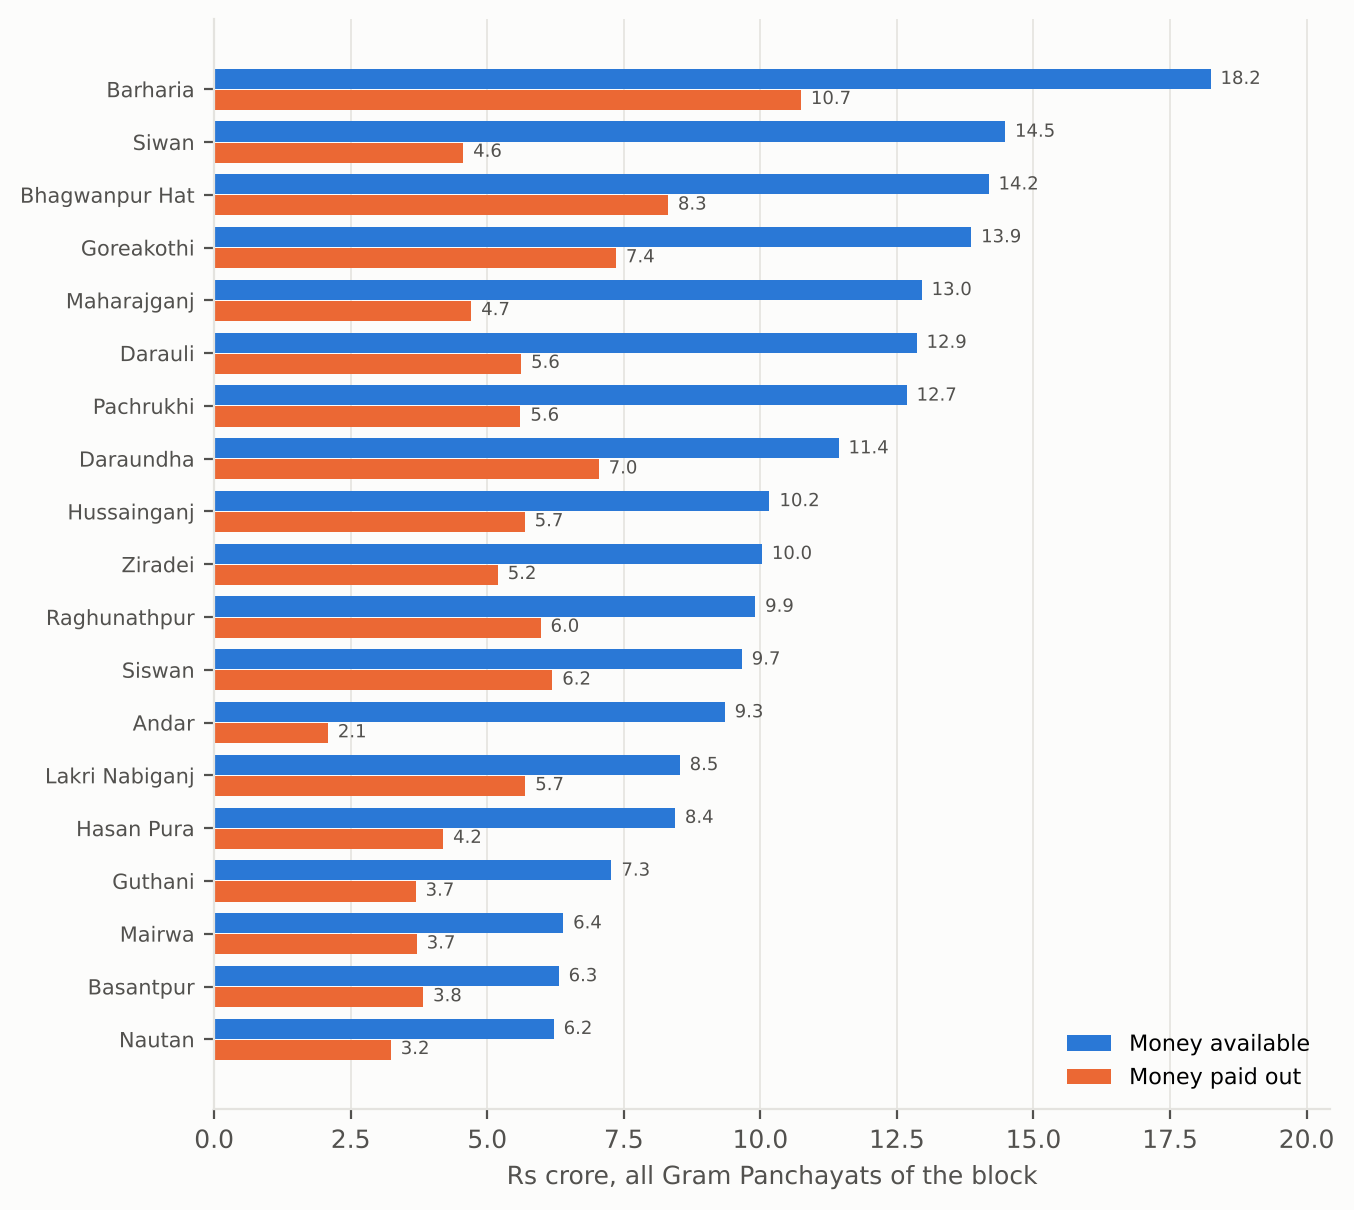 Barharia 18.2
10.7
Siwan 14.5
4.6
Bhagwanpur Hat 14.2
8.3
Goreakothi 13.9
7.4
Maharajganj 13.0
4.7
Darauli 12.9
5.6
Pachrukhi 12.7
5.6
Daraundha 11.4
7.0
Hussainganj 10.2
5.7
Ziradei 10.0
5.2
Raghunathpur 9.9
6.0
Siswan 9.7
6.2
Andar 9.3
2.1
Lakri Nabiganj 8.5
5.7
Hasan Pura 8.4
4.2
Guthani 7.3
3.7
Mairwa 6.4
3.7
Basantpur 6.3
3.8
Nautan 6.2
3.2
Money available
Money paid out
0.0 2.5 5.0 7.5 10.0 12.5 15.0 17.5 20.0
Rs crore, all Gram Panchayats of the block